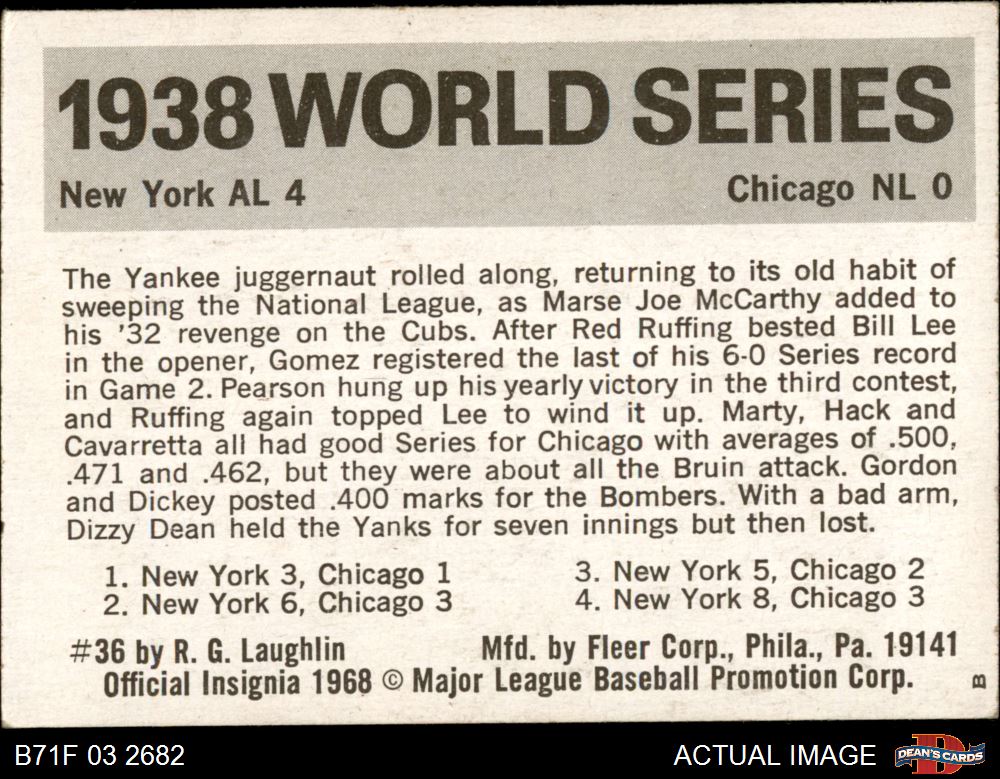 1938 WORLD SERIES
New York AL 4 Chicago NL 0
The Yankee juggernaut rolled along, returning to its old habit of
sweeping the National League, as Marse Joe McCarthy added to
his '32 revenge on the Cubs. After Red Ruffing bested Bill Lee
in the opener, Gomez registered the last of his 6-0 Series record
in Game 2. Pearson hung up his yearly victory in the third contest,
and Ruffing again topped Lee to wind it up. Marty, Hack and
Cavarretta all had good Series for Chicago with averages of .500,
.471 and .462, but they were about all the Bruin attack. Gordon
and Dickey posted .400 marks for the Bombers. With a bad arm,
Dizzy Dean held the Yanks for seven innings but then lost.
1. New York 3, Chicago 1 3. New York 5, Chicago 2
2. New York 6, Chicago 3 4. New York 8, Chicago 3
#36 by R. G. Laughlin Mfd. by Fleer Corp., Phila., Pa. 19141
Official Insignia 1968 © Major League Baseball Promotion Corp. B
B71F 03 2682 ACTUAL IMAGE DEAN'S CARDS